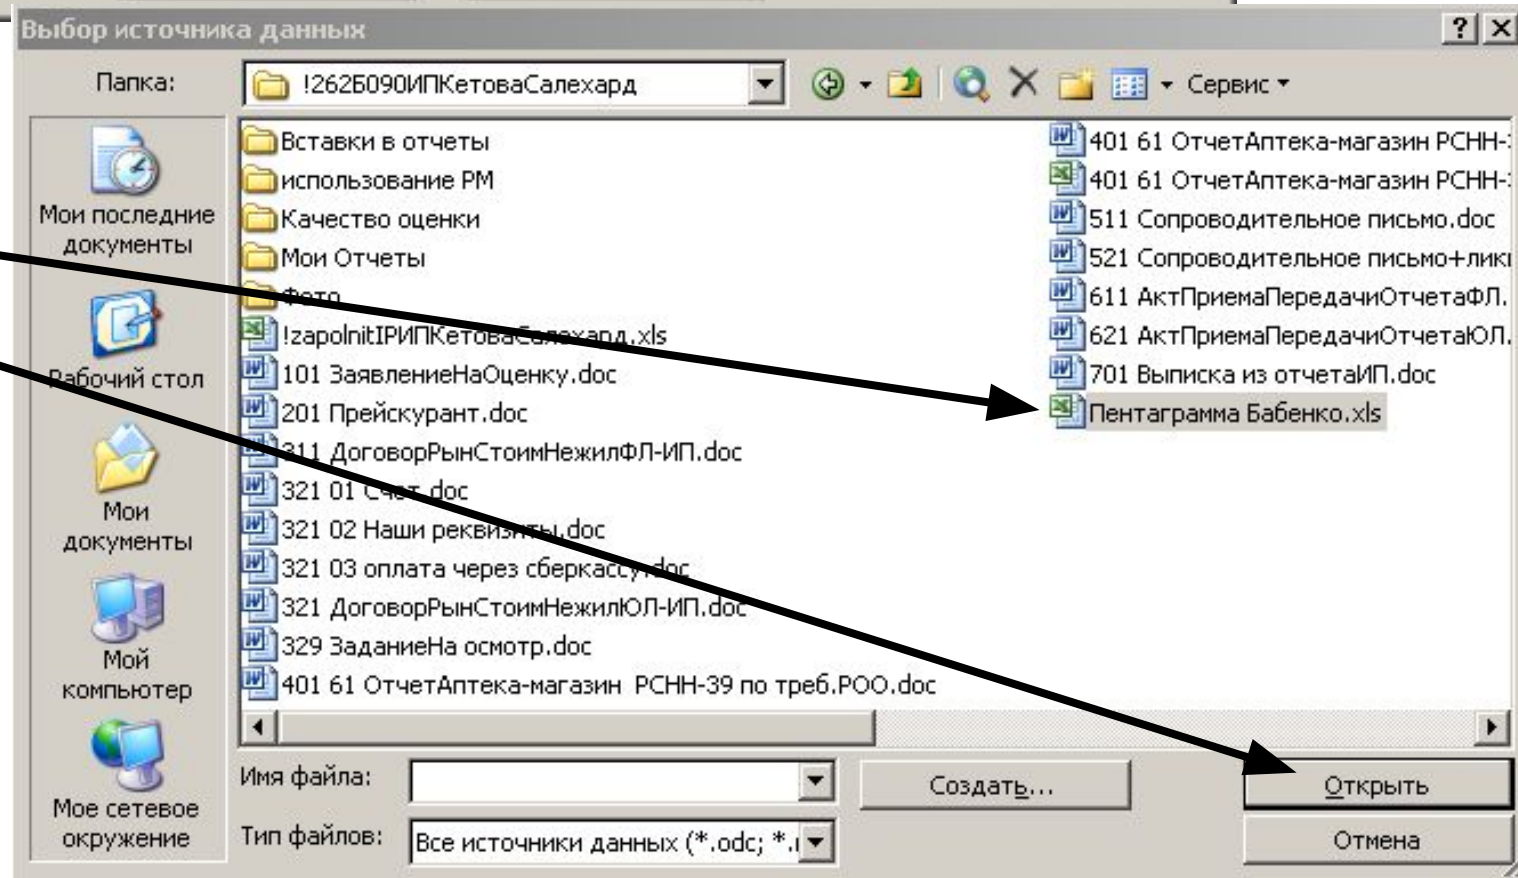 Выбор источника данных
Папка:
!262Б090ИПКетоваСалехард
Сервис
Мои последние
документы
Рабочий стол
Мои
документы
Мой
компьютер
Мое сетевое
окружение
Вставки в отчеты
использование РМ
Качество оценки
Мои Отчеты
Фото
!zapolnitIPИПКетоваСалехард.xls
101 ЗаявлениеНаОценку.doc
201 Прейскурант.doc
311 ДоговорРынСтоимНежилФЛ-ИП.doc
321 01 Счет.doc
321 02 Наши реквизиты.doc
321 03 оплата через сберкассу.doc
321 ДоговорРынСтоимНежилЮЛ-ИП.doc
329 ЗаданиеНа осмотр.doc
401 61 ОтчетАптека-магазин РСНН-39 по треб.РОО.doc
401 61 ОтчетАптека-магазин РСНН-
401 61 ОтчетАптека-магазин РСНН-
511 Сопроводительное письмо.doc
521 Сопроводительное письмо+лик
611 АктПриемаПередачиОтчетаФЛ.
621 АктПриемаПередачиОтчетаЮЛ.
701 Выписка из отчетаИП.doc
Пентаграмма Бабенко.xls
Имя файла:
Создать...
Открыть
Тип файлов:
Все источники данных (*.odc; *.
Отмена